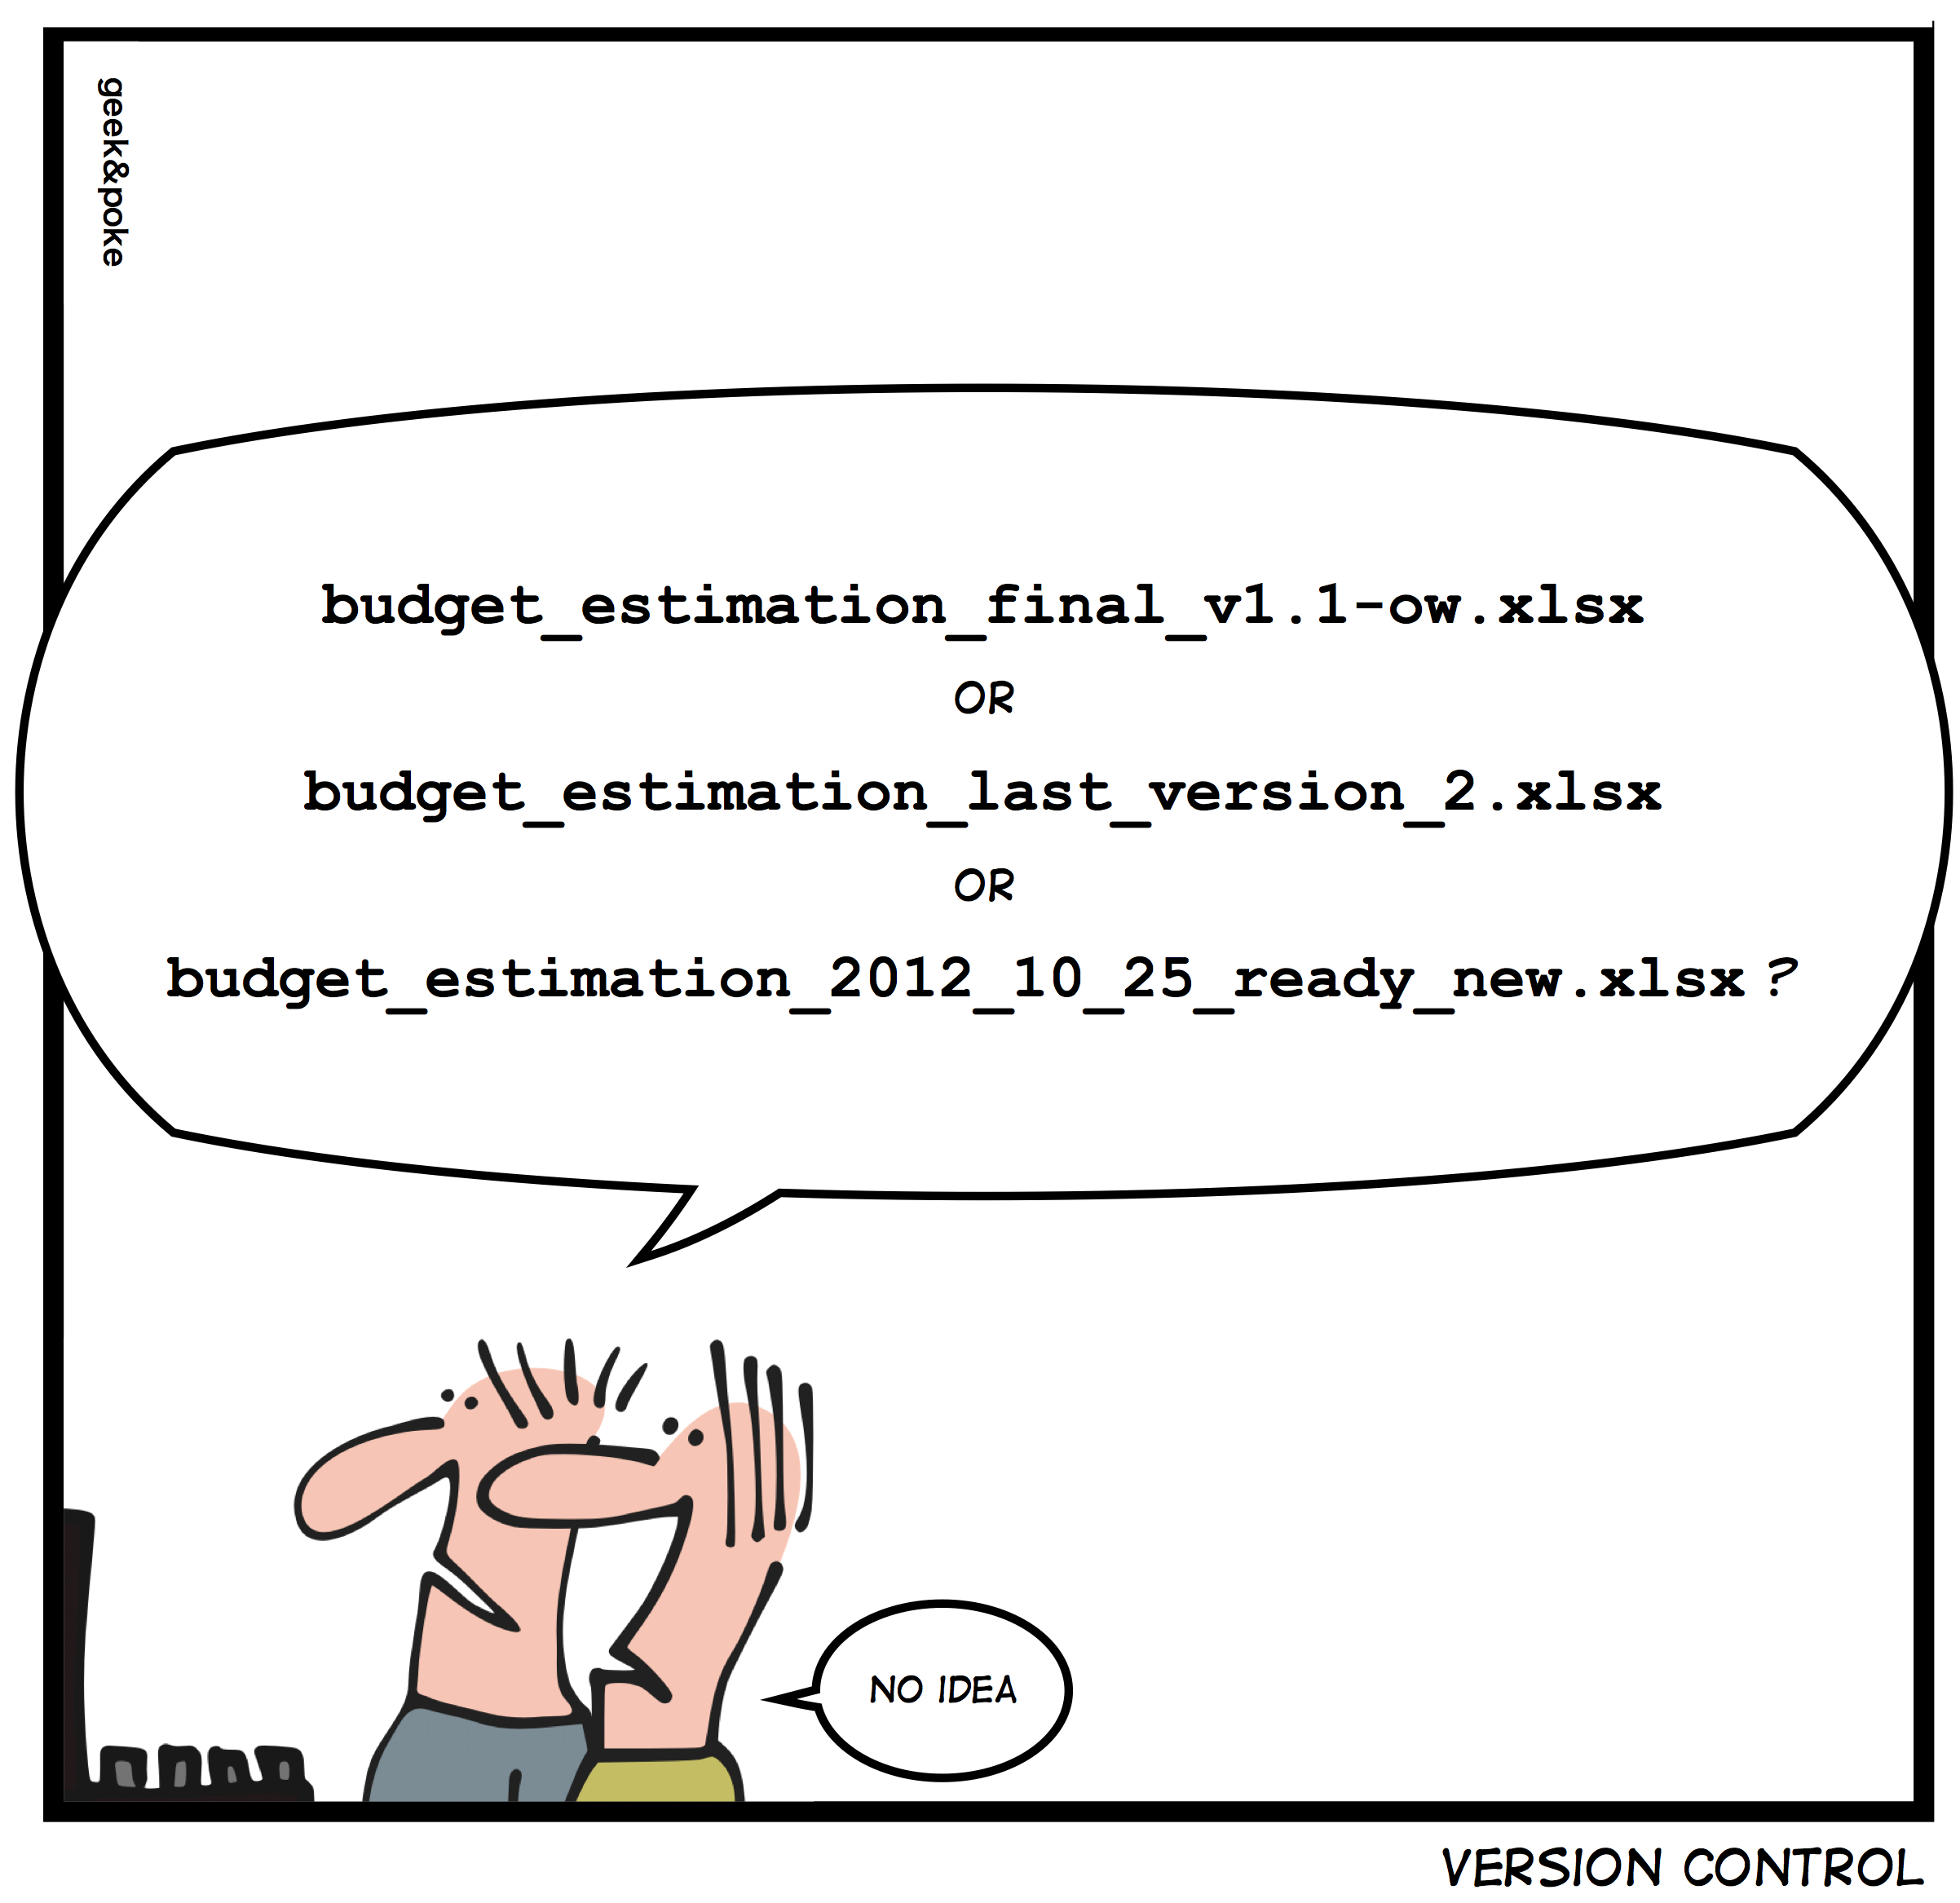 geek&poke
budget_estimation_final_v1.1-ow.xlsx
OR
budget_estimation_last_version_2.xlsx
OR
budget_estimation_2012_10_25_ready_new.xlsx ?
NO IDEA
VERSION CONTROL